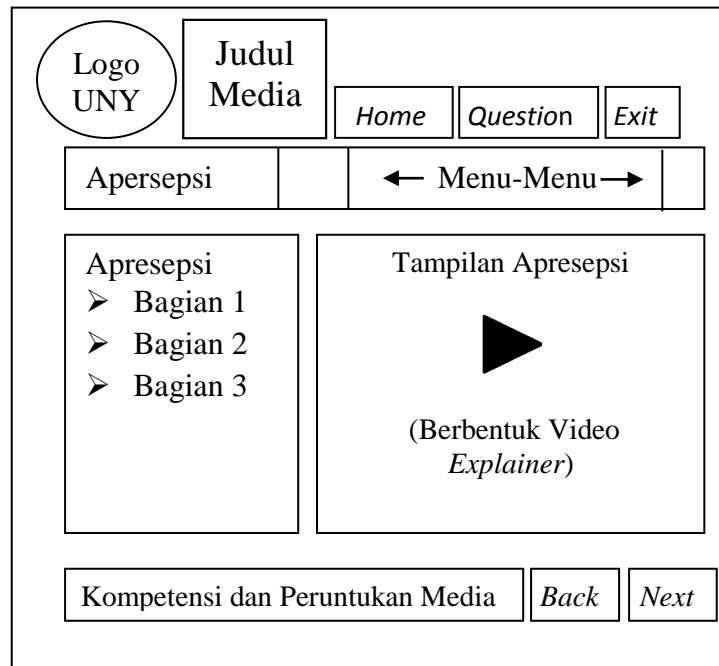 Logo
UNY
Judul
Media
Home
Question
Exit
Apersepsi
Menu-Menu
Apresepsi
➢ Bagian 1
➢ Bagian 2
➢ Bagian 3
Tampilan Apresepsi
(Berbentuk Video
Explainer)
Kompetensi dan Peruntukan Media
Back
Next